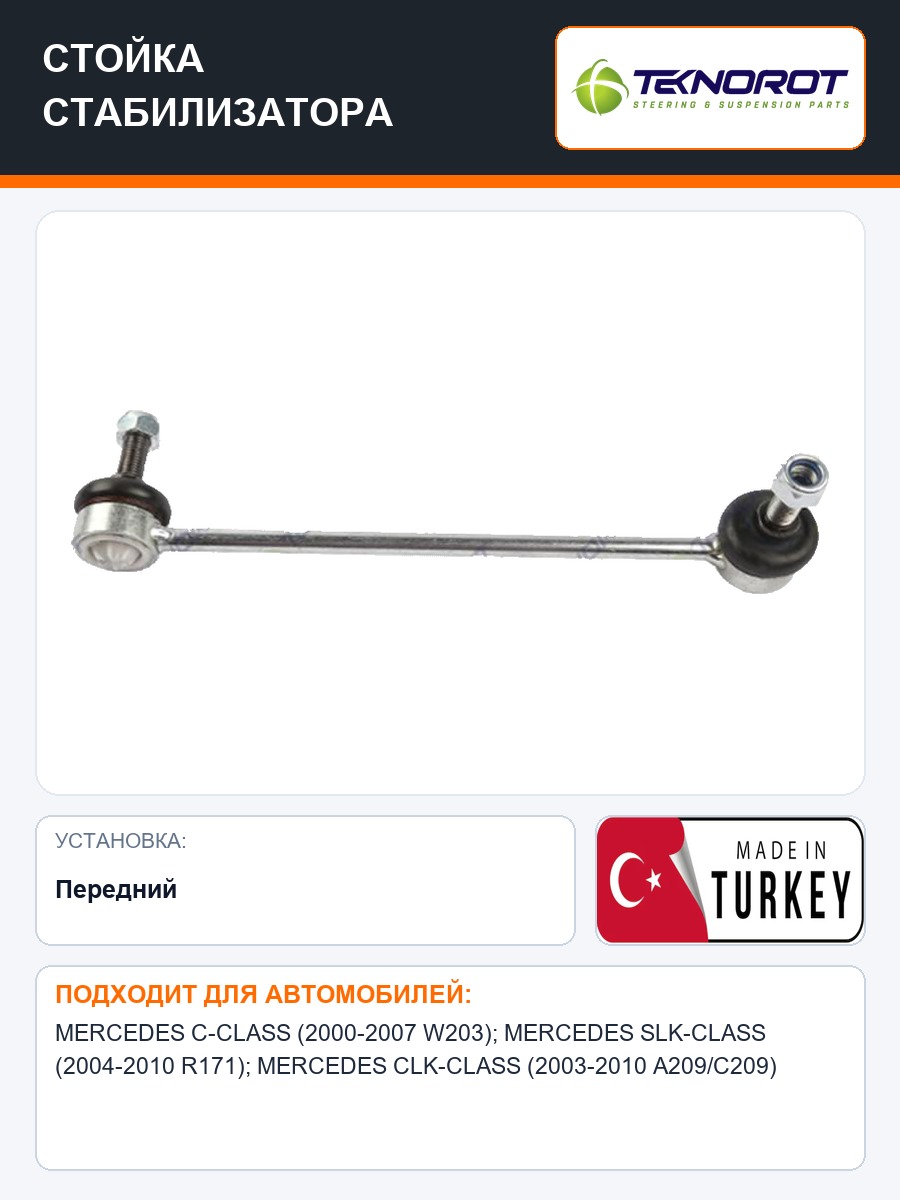 СТОЙКА
СТАБИЛИЗАТОРА
TEKNOROT
STEERING & SUSPENSION PARTS
УСТАНОВКА:
Передний
MADE IN
TURKEY
ПОДХОДИТ ДЛЯ АВТОМОБИЛЕЙ:
MERCEDES C-CLASS (2000-2007 W203); MERCEDES SLK-CLASS
(2004-2010 R171); MERCEDES CLK-CLASS (2003-2010 A209/C209)